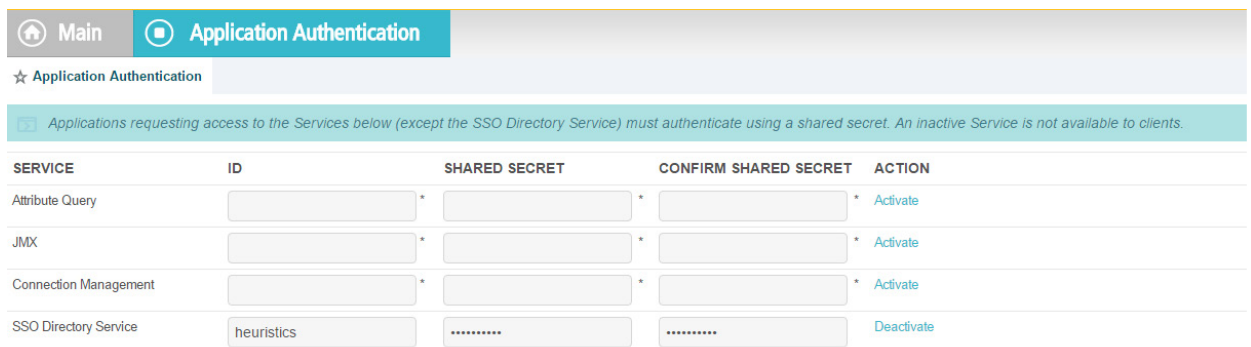 Main Application Authentication
Application Authentication
Applications requesting access to the Services below (except the SSO Directory Service) must authenticate using a shared secret. An inactive Service is not available to clients.
SERVICE ID SHARED SECRET CONFIRM SHARED SECRET ACTION
Attribute Query * * * Activate
JMX * * * Activate
Connection Management * * * Activate
SSO Directory Service heuristics •••••••••• •••••••••• Deactivate